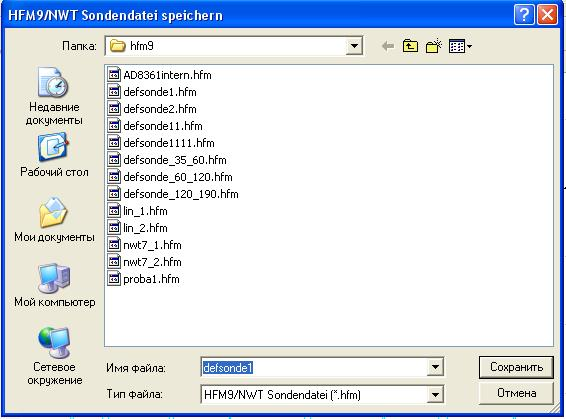 HFM9/NWT Sondendatei speichern
Папка:
hfm9
Недавние
документы
Рабочий стол
Мои документы
Мой компьютер
Сетевое
окружение
AD8361intern.hfm
defsonde1.hfm
defsonde2.hfm
defsonde11.hfm
defsonde1111.hfm
defsonde_35_60.hfm
defsonde_60_120.hfm
defsonde_120_190.hfm
lin_1.hfm
lin_2.hfm
nwt7_1.hfm
nwt7_2.hfm
proba1.hfm
Имя файла:
defsonde1
Сохранить
Тип файла:
HFM9/NWT Sondendatei (*.hfm)
Отмена